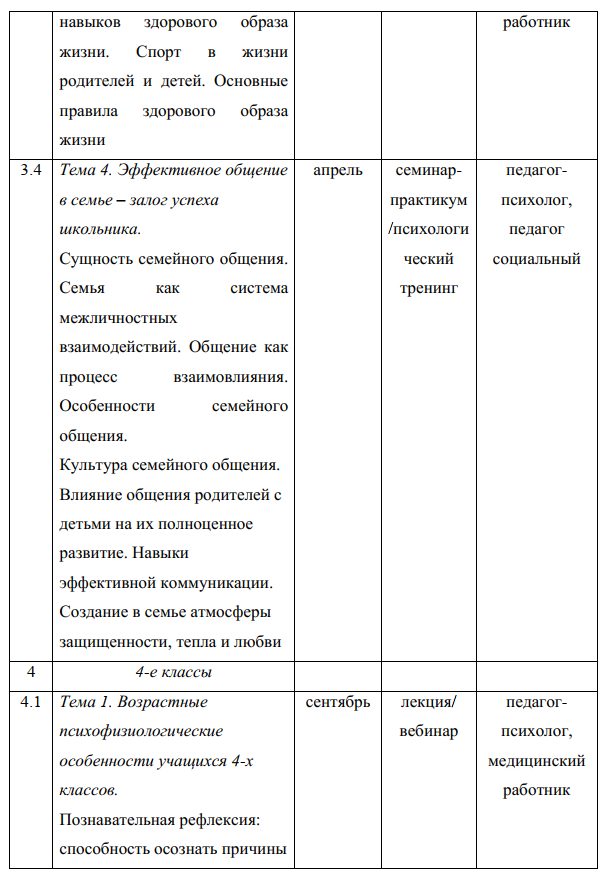 навыков здорового образа
жизни. Спорт в жизни
родителей и детей. Основные
правила здорового образа
жизни
работник
3.4
Тема 4. Эффективное общение
в семье – залог успеха
школьника.
Сущность семейного общения.
Семья как система
межличностных
взаимодействий. Общение как
процесс взаимовлияния.
Особенности семейного
общения.
Культура семейного общения.
Влияние общения родителей с
детьми на их полноценное
развитие. Навыки
эффективной коммуникации.
Создание в семье атмосферы
защищенности, тепла и любви
апрель
семинар-
практикум
/психологи
ческий
тренинг
педагог-
психолог,
педагог
социальный
4
4-е классы
4.1
Тема 1. Возрастные
психофизиологические
особенности учащихся 4-х
классов.
Познавательная рефлексия:
способность осознать причины
сентябрь
лекция/
вебинар
педагог-
психолог,
медицинский
работник